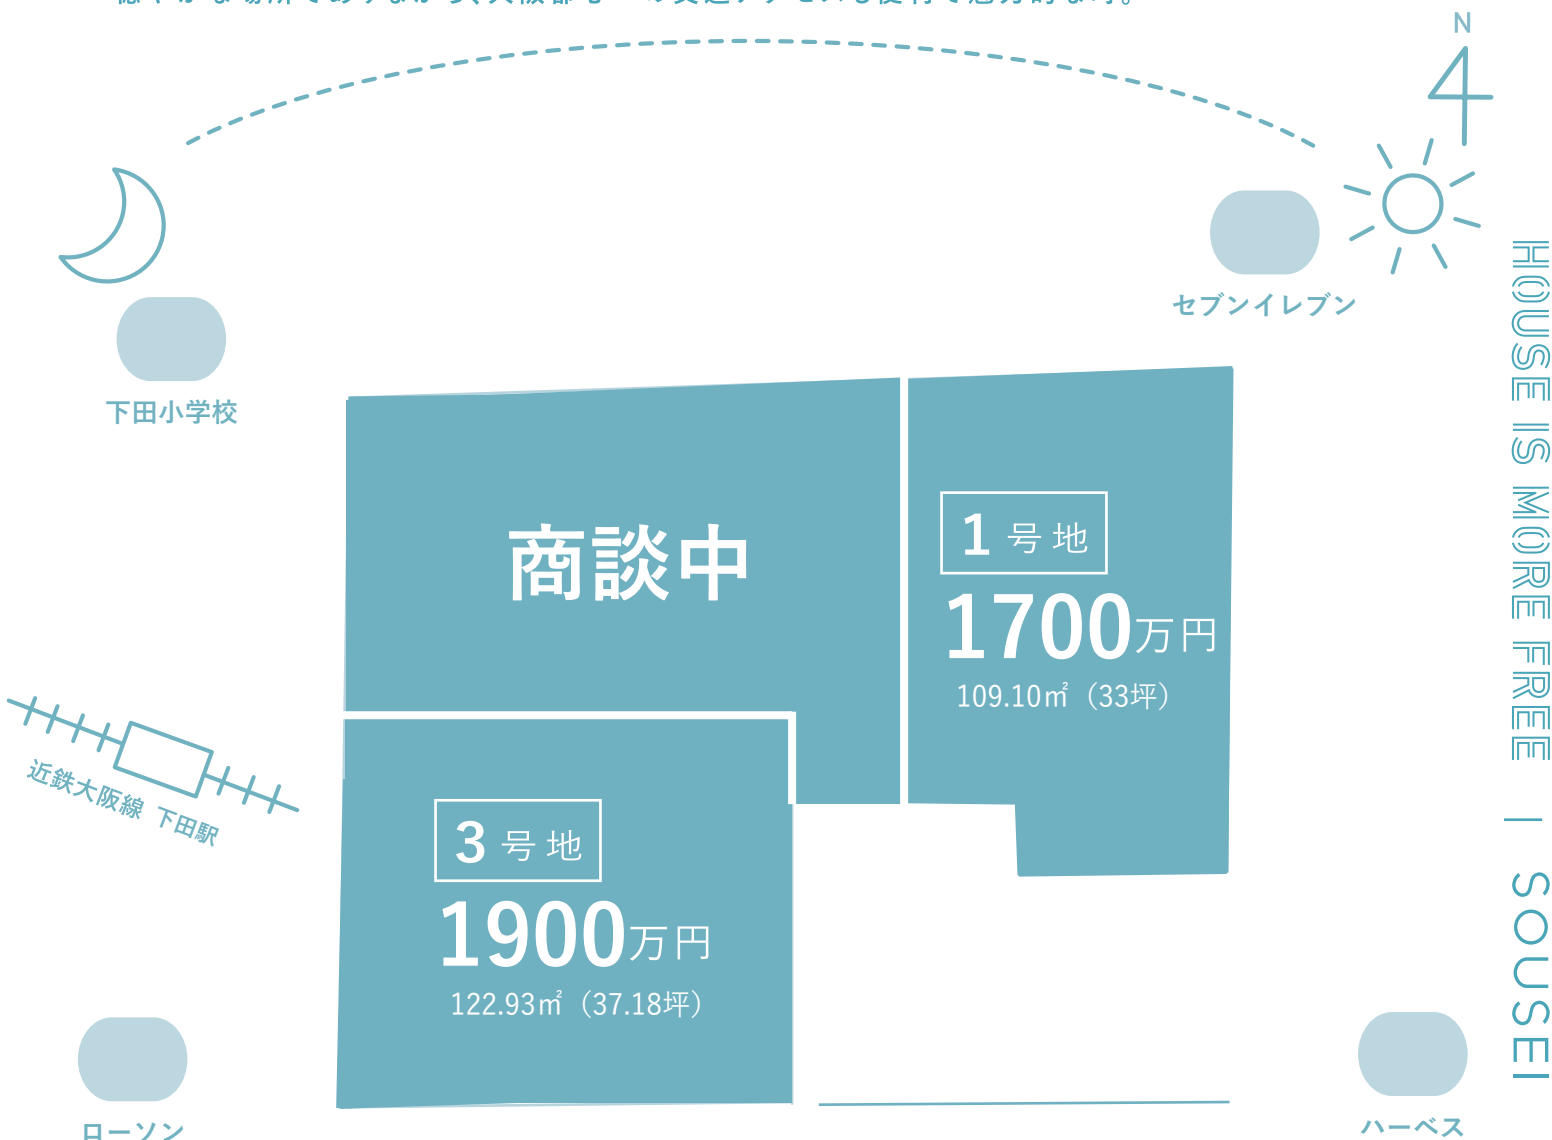 N
セブンイレブン
下田小学校
商談中
1号地
1700万円
109.10㎡（33坪）
近鉄大阪線 下田駅
3号地
1900万円
122.93㎡（37.18坪）
ローソン
ハーベス
HOUSE IS MORE FREE | SOUSEI